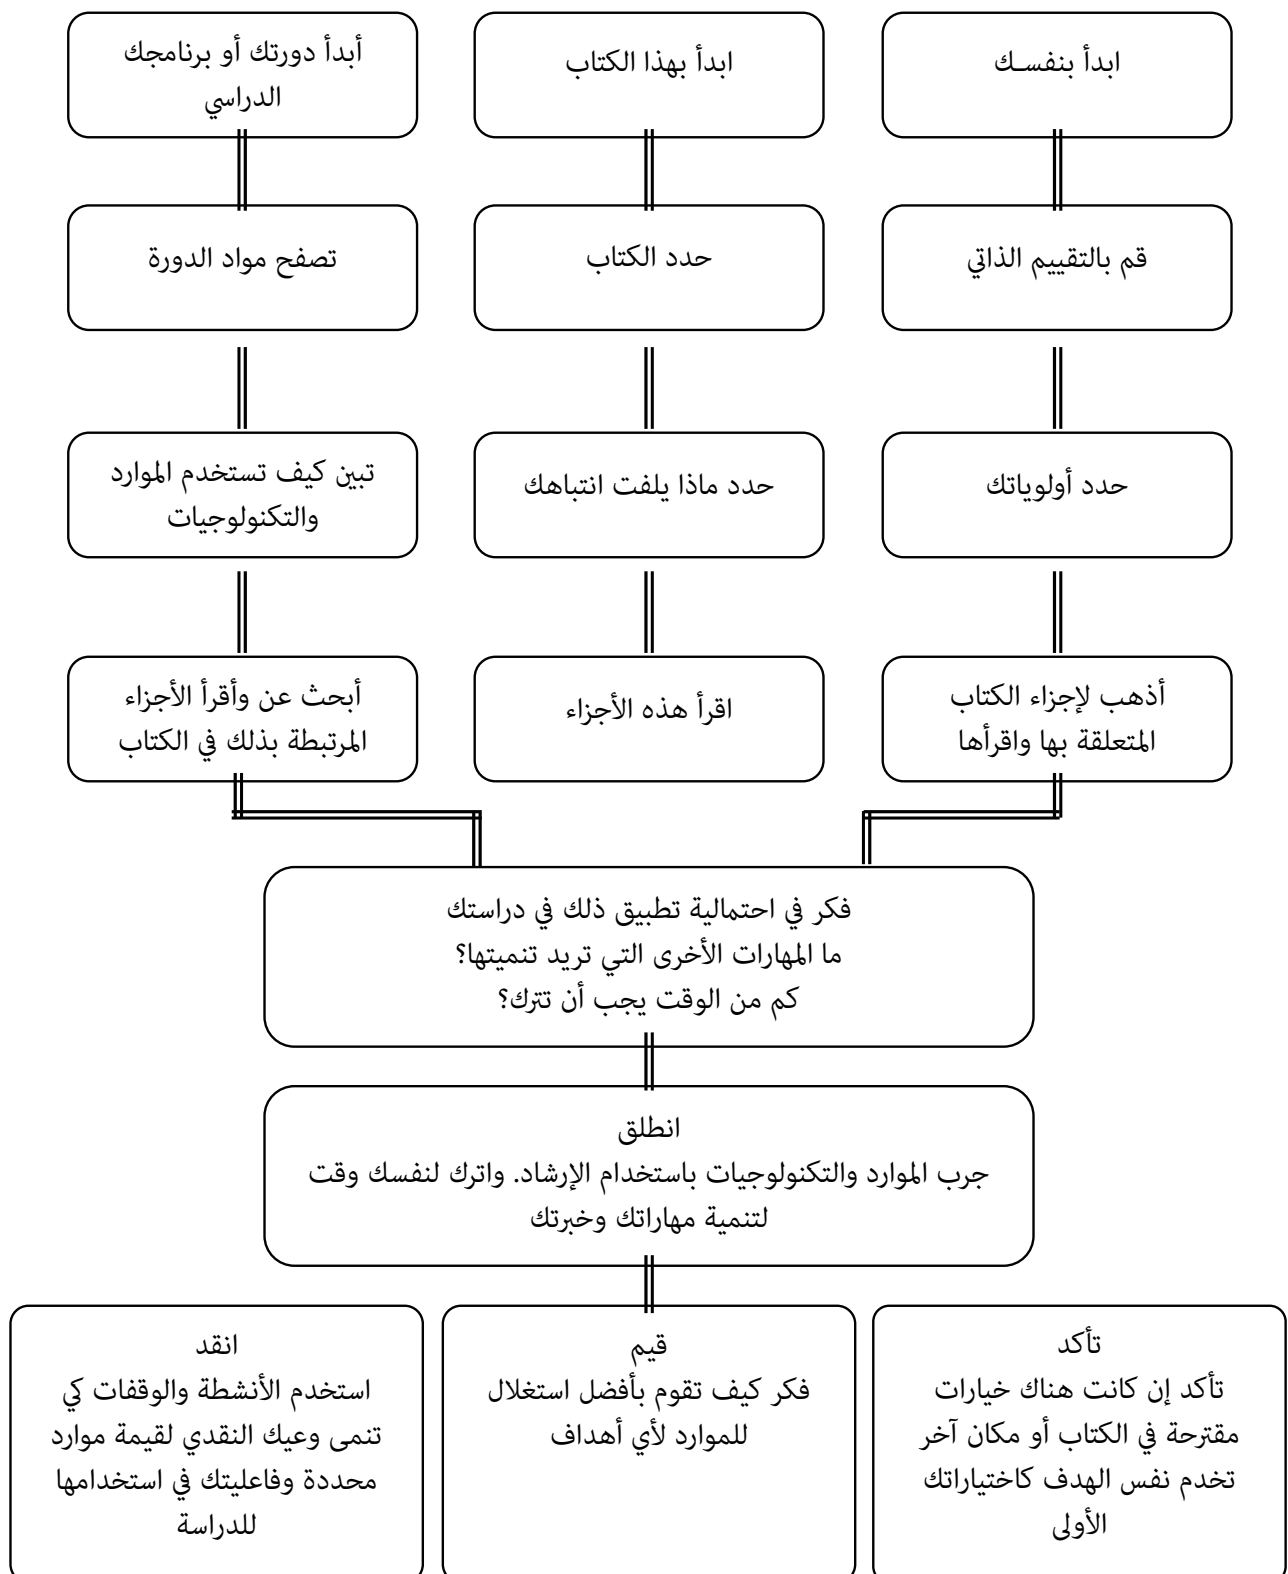 ابدأ بنفسـك
ابدأ بهذا الكتاب
أبدأ دورتك أو برنامجك
الدراسي
قم بالتقييم الذاتي
حدد الكتاب
تصفح مواد الدورة
حدد أولوياتك
حدد ماذا يلفت انتباهك
تبين كيف تستخدم الموارد
والتكنولوجيات
أذهب لإجزاء الكتاب
المتعلقة بها واقرأها
اقرأ هذه الأجزاء
أبحث عن وأقرأ الأجزاء
المرتبطة بذلك في الكتاب
فكر في احتمالية تطبيق ذلك في دراستك
ما المهارات الأخرى التي تريد تنميتها؟
كم من الوقت يجب أن تترك؟
انطلق
جرب الموارد والتكنولوجيات باستخدام الإرشاد. واترك لنفسك وقت
لتنمية مهاراتك وخبرتك
تأكد
تأكد إن كانت هناك خيارات
مقترحة في الكتاب أو مكان آخر
تخدم نفس الهدف كاختياراتك
الأولى
قيم
فكر كيف تقوم بأفضل استغلال
للموارد لأي أهداف
انقد
استخدم الأنشطة والوقفات كي
تنمى وعيك النقدي لقيمة موارد
محددة وفاعليتك في استخدامها
للدراسة